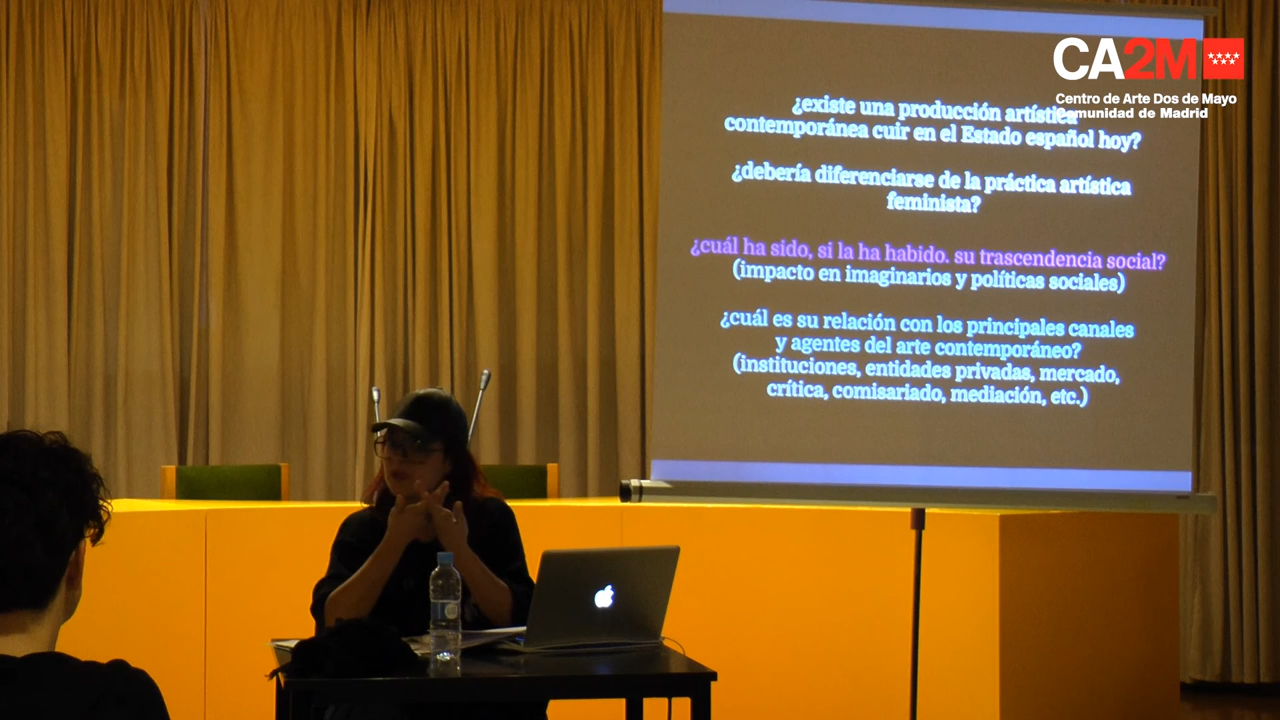 CA2M
Centro de Arte Dos de Mayo
Comunidad de Madrid
¿existe una producción artística
contemporánea cuir en el Estado español hoy?
¿debería diferenciarse de la práctica artística
feminista?
¿cuál ha sido, si la ha habido. su trascendencia social?
(impacto en imaginarios y políticas sociales)
¿cuál es su relación con los principales canales
y agentes del arte contemporáneo?
(instituciones, entidades privadas, mercado,
crítica, comisariado, mediación, etc.)